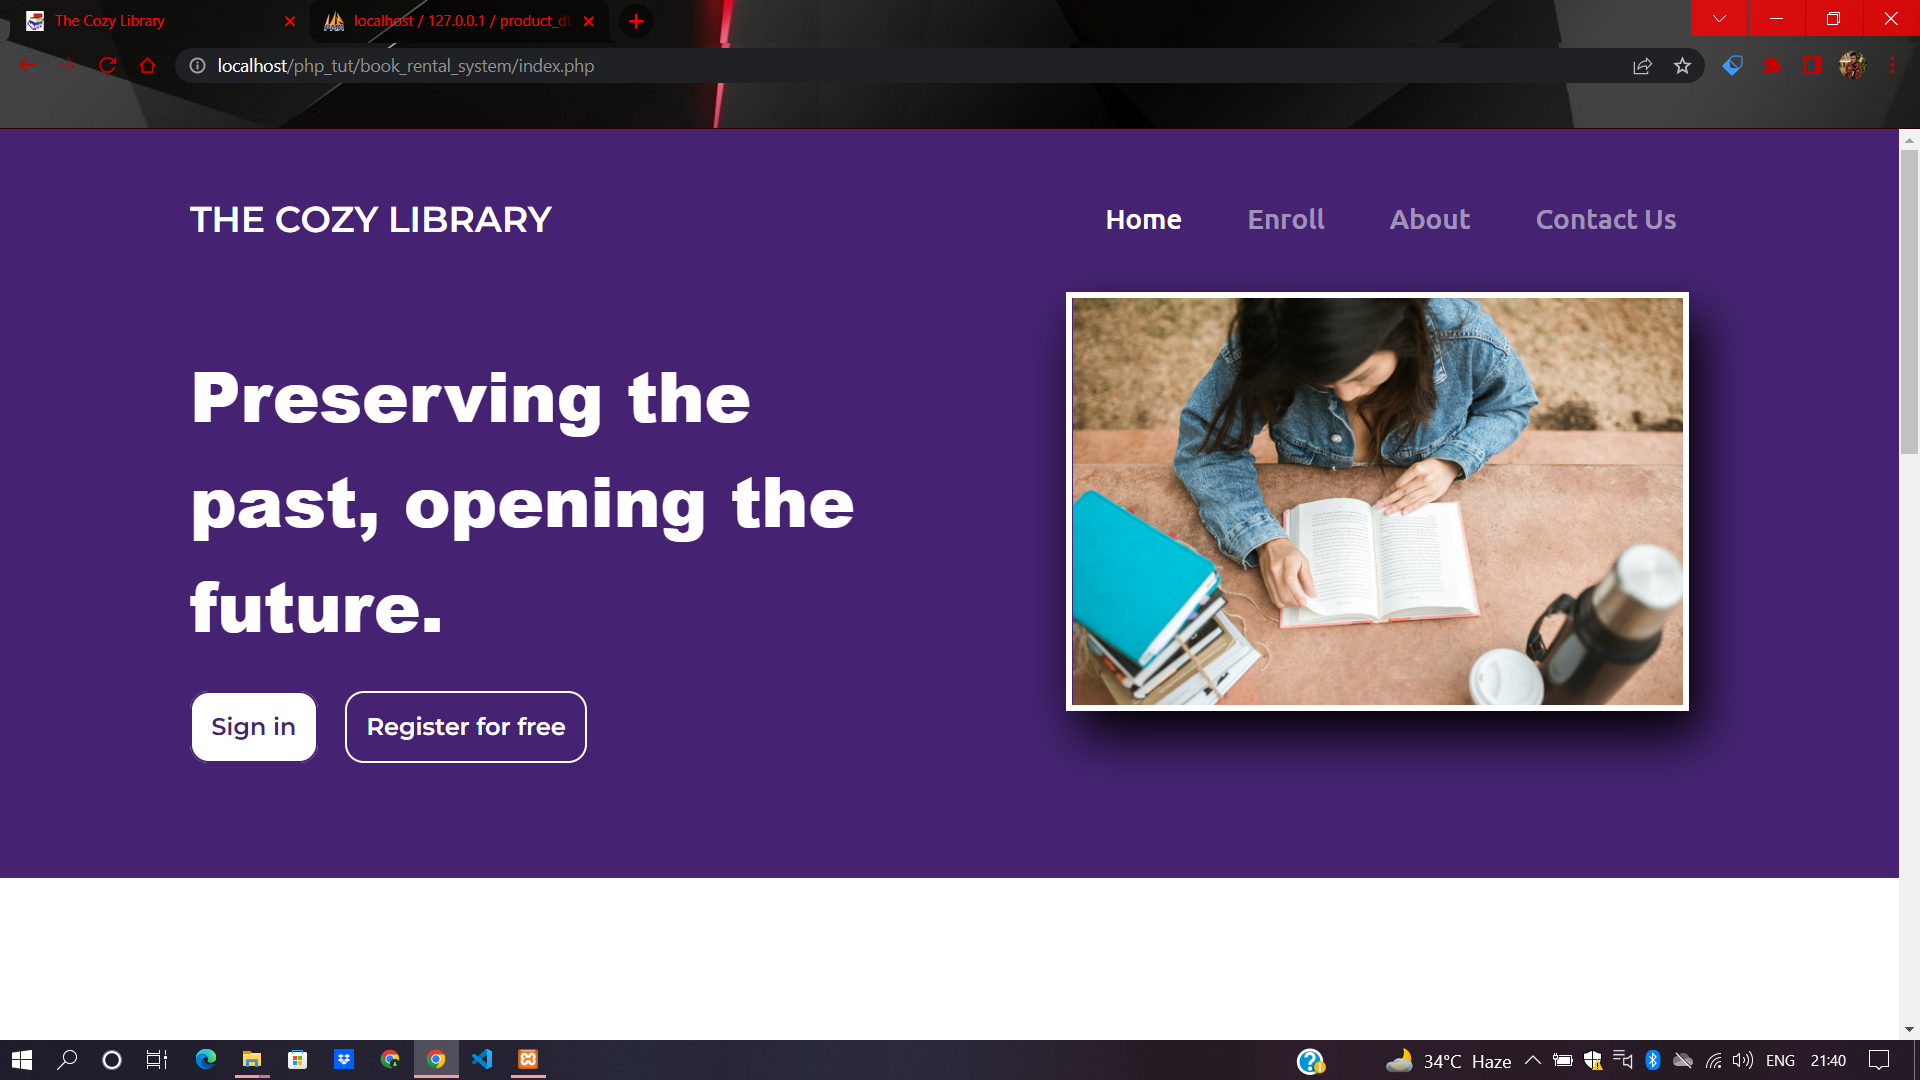 The Cozy Library
localhost / 127.0.0.1 / product_d
localhost/php_tut/book_rental_system/index.php
THE COZY LIBRARY
Home
Enroll
About
Contact Us
Preserving the
past, opening the
future.
Sign in
Register for free
34°C Haze
ENG
21:40